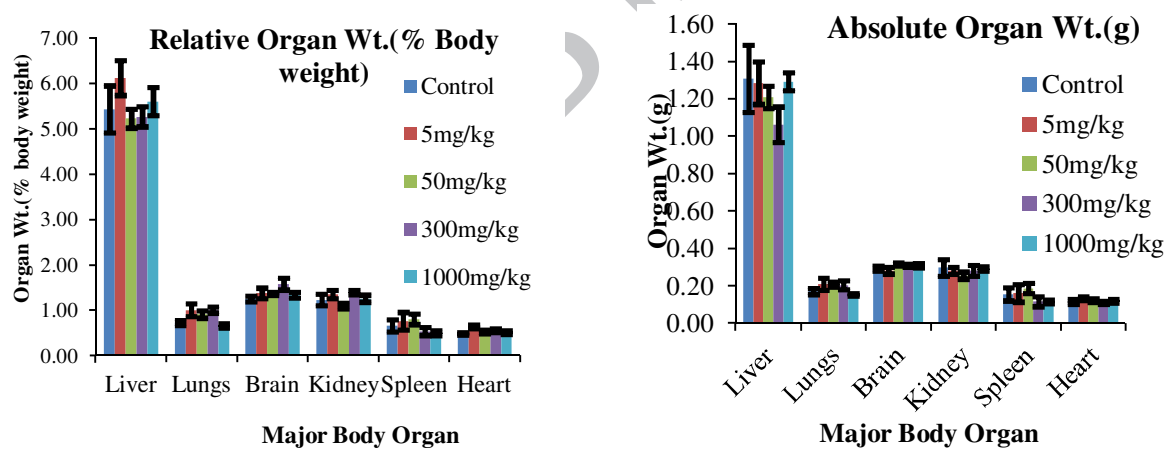 Relative Organ Wt.(% Body
weight)
Organ Wt.(% body weight)
7.00
6.00
5.00
4.00
3.00
2.00
1.00
0.00
Control
5mg/kg
50mg/kg
300mg/kg
1000mg/kg
Liver Lungs Brain Kidney Spleen Heart
Major Body Organ
Absolute Organ Wt.(g)
Organ Wt.(g)
1.60
1.40
1.20
1.00
0.80
0.60
0.40
0.20
0.00
Control
5mg/kg
50mg/kg
300mg/kg
1000mg/kg
Liver Lungs Brain Kidney Spleen Heart
Major Body Organ